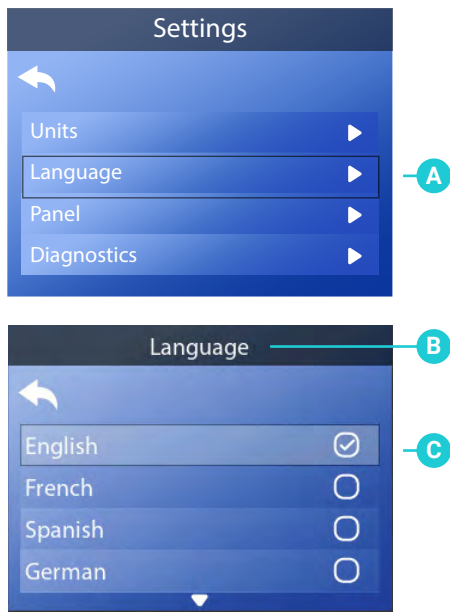 Settings
Units
Language
A
Panel
Diagnostics
Language
B
English
C
French
Spanish
German